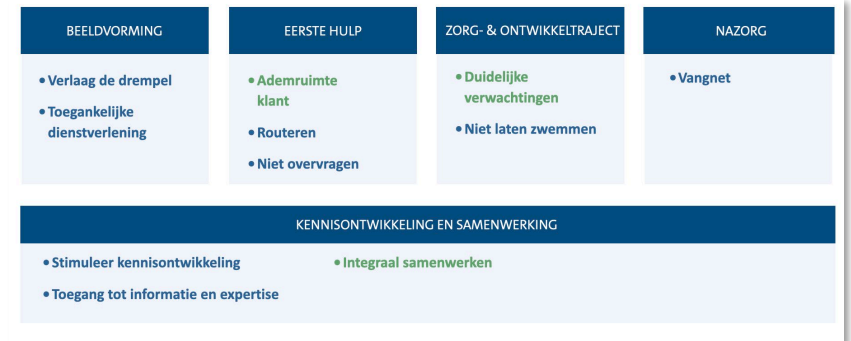 BEELDVORMING
• Verlaag de drempel
• Toegankelijke
dienstverlening
EERSTE HULP
• Ademruimte
klant
• Routeren
• Niet overvragen
ZORG- & ONTWIKKELTRAJECT
• Duidelijke
verwachtingen
• Niet laten zwemmen
NAZORG
• Vangnet
KENNISONTWIKKELING EN SAMENWERKING
• Stimuleer kennisontwikkeling
• Toegang tot informatie en expertise
• Integraal samenwerken